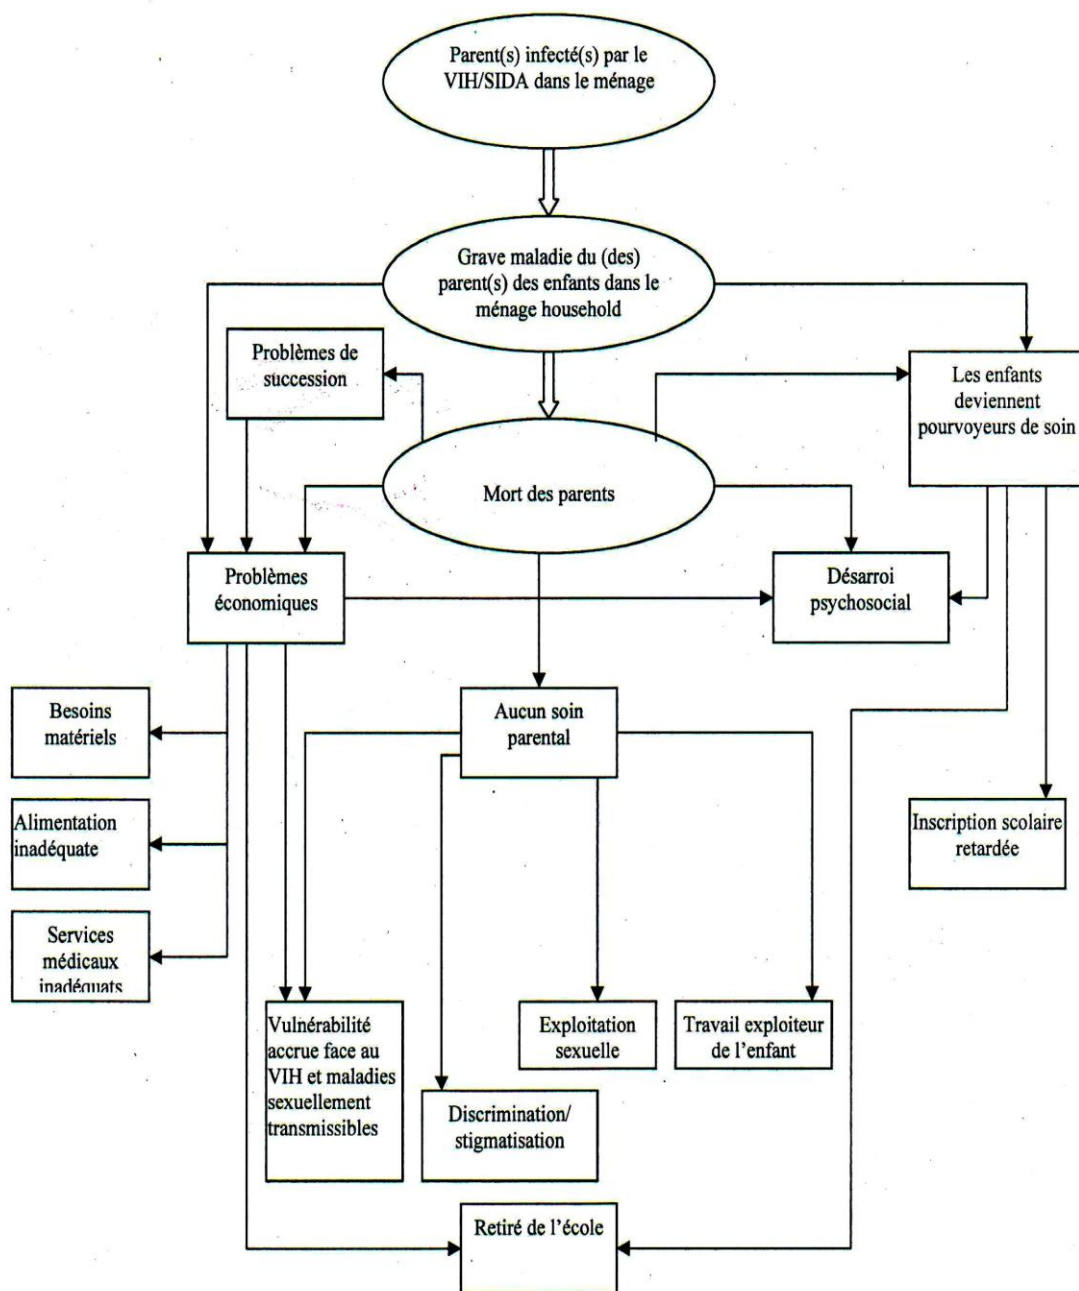 Parent(s) infecté(s) par le
VIH/SIDA dans le ménage
Grave maladie du (des)
parent(s) des enfants dans le
ménage household
Problèmes de
succession
Les enfants
deviennent
pourvoyeurs de soin
Mort des parents
Problèmes
économiques
Désarroi
psychosocial
Besoins
matériels
Aucun soin
parental
Alimentation
inadéquate
Inscription scolaire
retardée
Services
médicaux
inadéquats
Vulnérabilité
accrue face au
VIH et maladies
sexuellement
transmissibles
Exploitation
sexuelle
Travail exploiteur
de l’enfant
Discrimination/
stigmatisation
Retiré de l’école